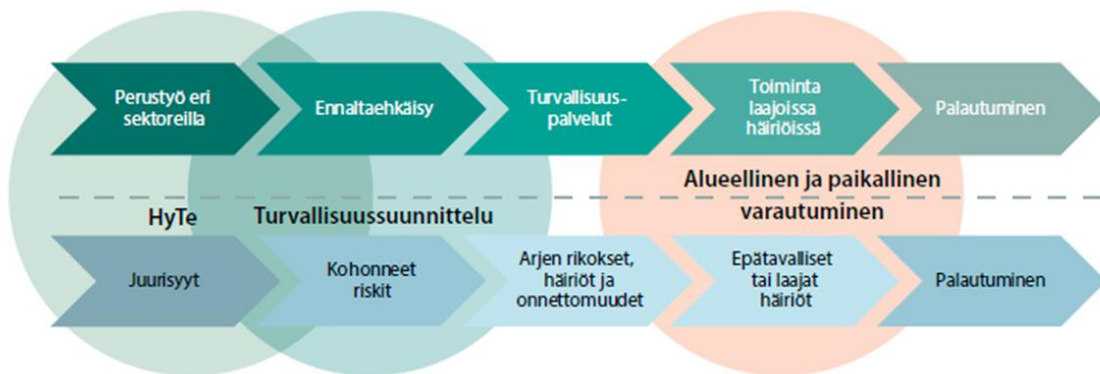 Perustyö eri
sektoreilla
Ennaltaehkäisy
Turvallisuus-
palvelut
Toiminta
laajoissa
häiriöissä
Palautuminen
HyTe
Turvallisuussuunnittelu
Alueellinen ja paikallinen
varautuminen
Juurisyyt
Kohonneet
riskit
Arjen rikokset,
häiriöt ja
onnettomuudet
Epätavalliset
tai laajat
häiriöt
Palautuminen